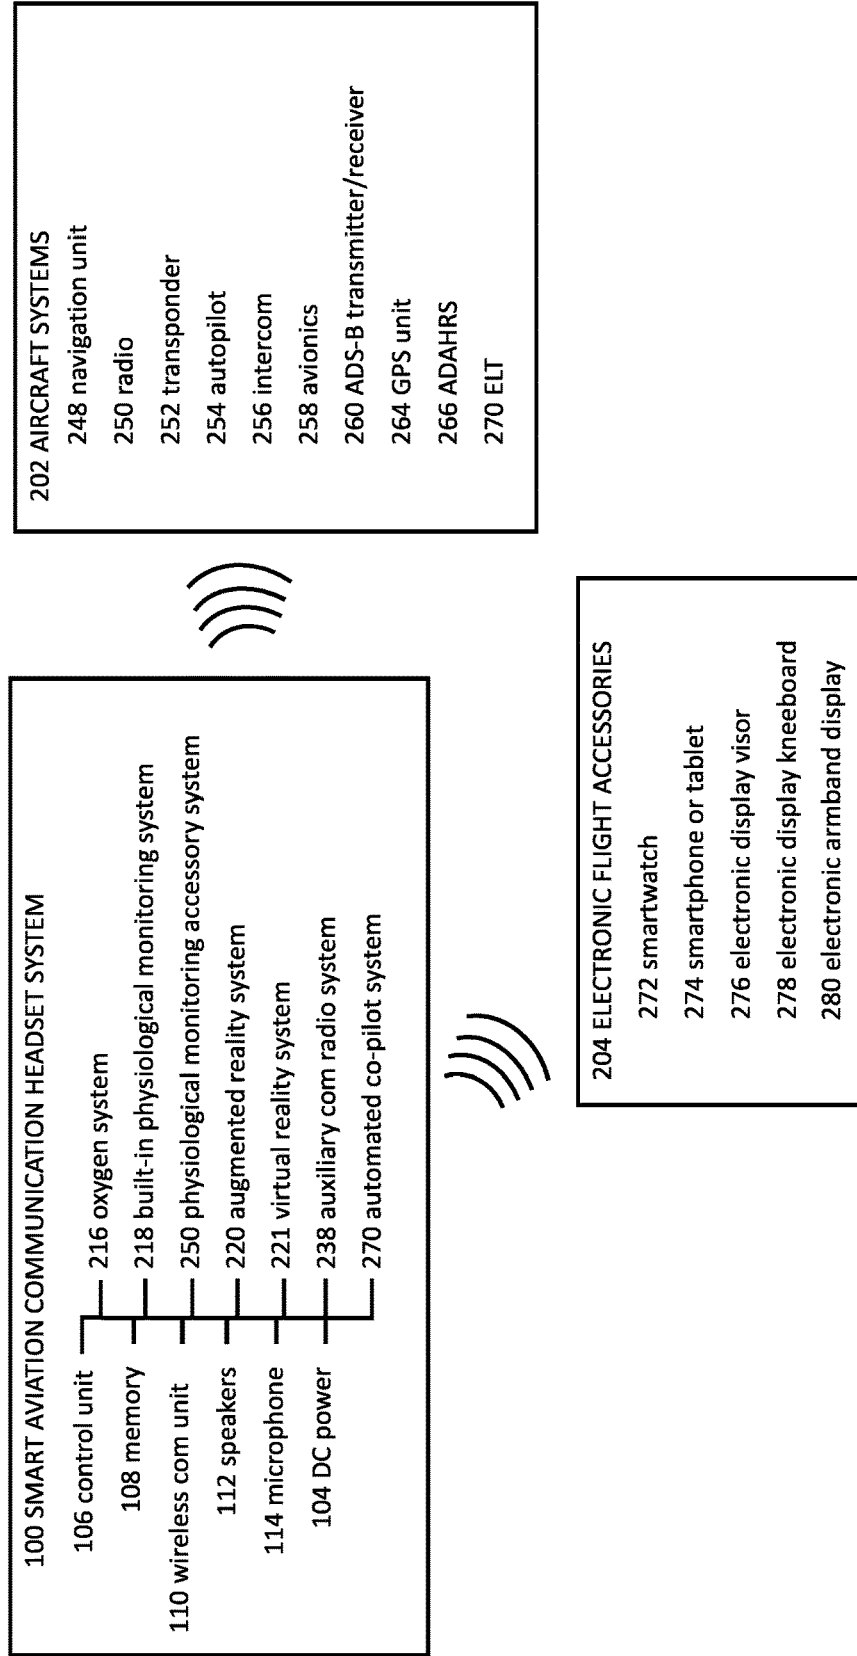 100 SMART AVIATION COMMUNICATION HEADSET SYSTEM
106 control unit
108 memory
110 wireless com unit
112 speakers
114 microphone
104 DC power
216 oxygen system
218 built-in physiological monitoring system
250 physiological monitoring accessory system
220 augmented reality system
221 virtual reality system
238 auxiliary com radio system
270 automated co-pilot system
202 AIRCRAFT SYSTEMS
248 navigation unit
250 radio
252 transponder
254 autopilot
256 intercom
258 avionics
260 ADS-B transmitter/receiver
264 GPS unit
266 ADAHRS
270 ELT
204 ELECTRONIC FLIGHT ACCESSORIES
272 smartwatch
274 smartphone or tablet
276 electronic display visor
278 electronic display kneeboard
280 electronic armband display